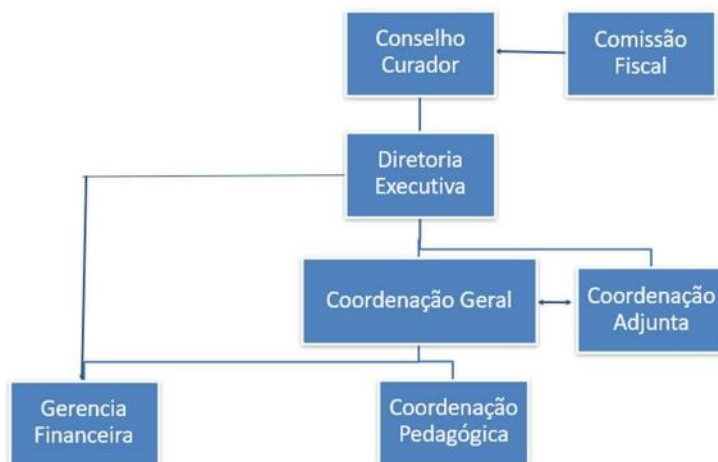 Conselho
Curador
Comissão
Fiscal
Diretoria
Executiva
Coordenação Geral
Coordenação
Adjunta
Gerencia
Financeira
Coordenação
Pedagógica